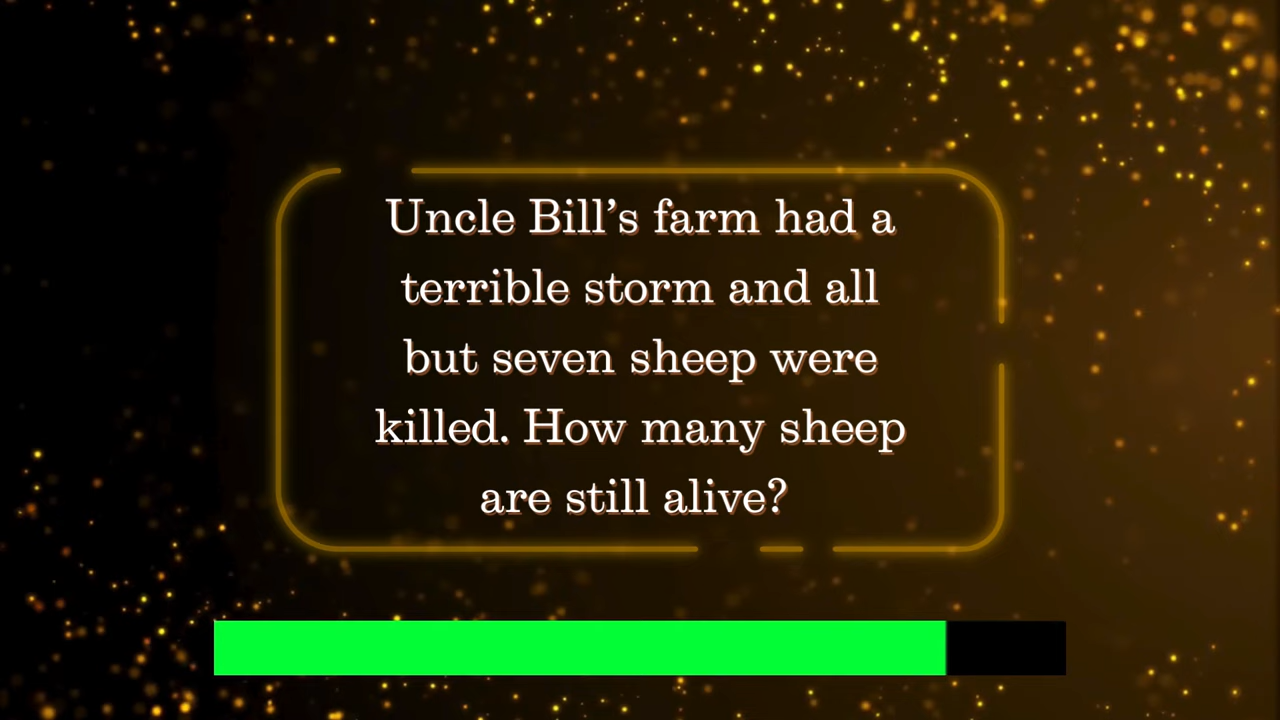 Uncle Bill’s farm had a
terrible storm and all
but seven sheep were
killed. How many sheep
are still alive?